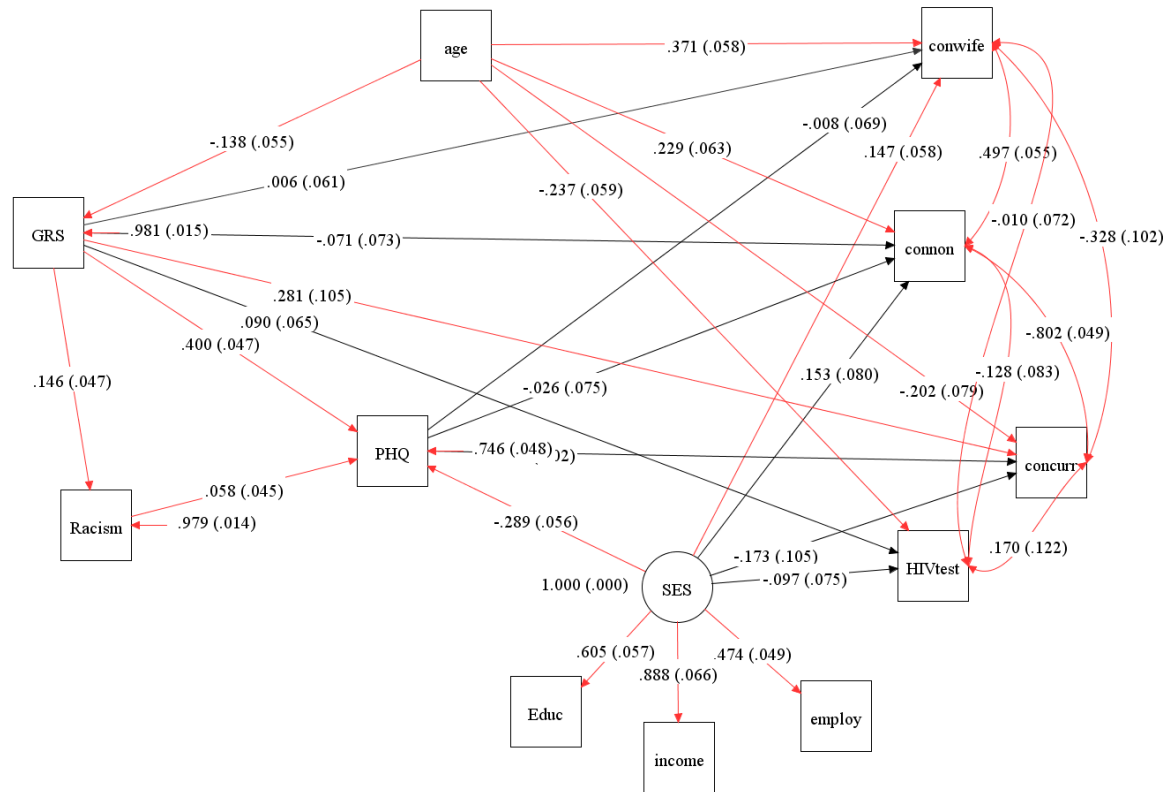 age
conwife
.371 (.058)
-.138 (.055)
-.008 (.069)
.229 (.063)
.147 (.058)
.497 (.055)
.006 (.061)
-.237 (.059)
-.010 (.072)
-.328 (.102)
GRS
.981 (.015)
-.071 (.073)
connon
.281 (.105)
.090 (.065)
.400 (.047)
-.802 (.049)
.146 (.047)
-.026 (.075)
.153 (.080)
-.128 (.083)
-.202 (.079)
PHQ
.746 (.048)
concurr
.058 (.045)
Racism
.979 (.014)
-.289 (.056)
-.173 (.105)
.170 (.122)
HIVtest
1.000 (.000)
SES
-.097 (.075)
.605 (.057)
.888 (.066)
.474 (.049)
Educ
employ
income